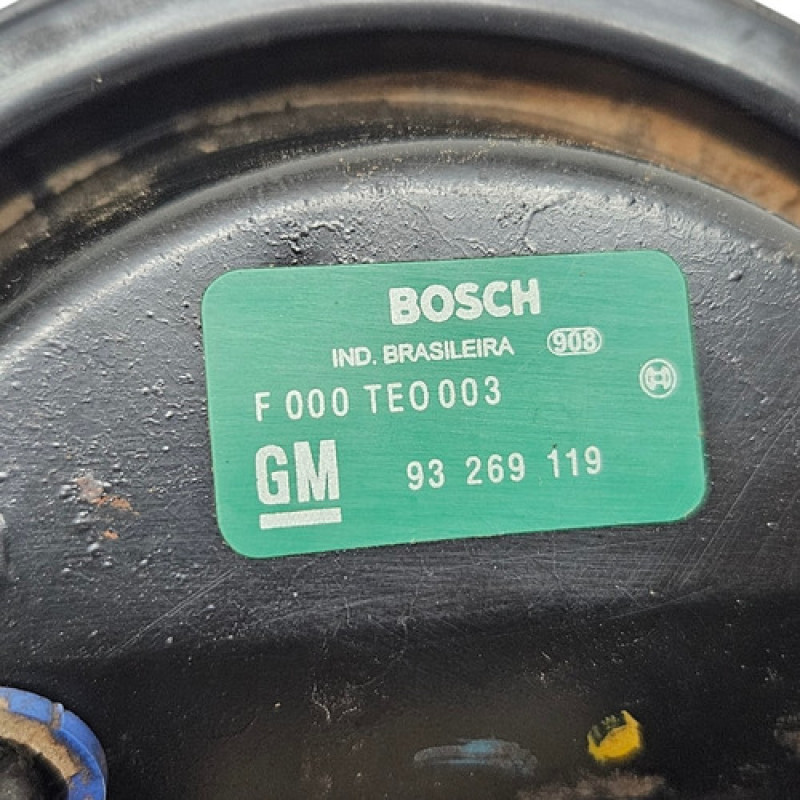 BOSCH
IND. BRASILEIRA 908
F 000 TE0 003
GM 93 269 119